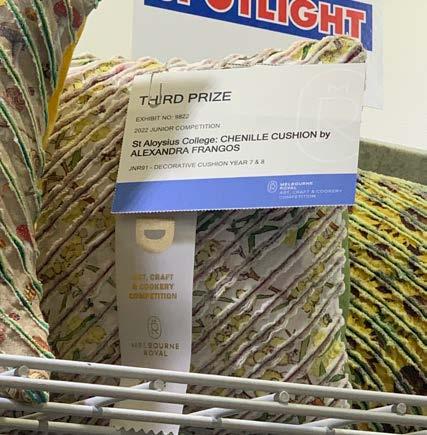 SPOTLIGHT
THIRD PRIZE
EXHIBIT NO: 9822
2022 JUNIOR COMPETITION
St Aloysius College: CHENILLE CUSHION by
ALEXANDRA FRANGOS
JNR91 - DECORATIVE CUSHION YEAR 7 & 8
MELBOURNE
ROYAL
ART, CRAFT & COOKERY
COMPETITION
ART, CRAFT
& COOKERY
COMPETITION
MELBOURNE
ROYAL